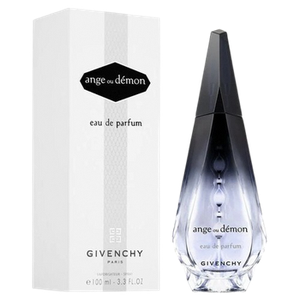 ange ou démon
eau de parfum
GIVENCHY
PARIS
100 ml - 3.3 FL.OZ
ange ou démon
eau de parfum
GIVENCHY